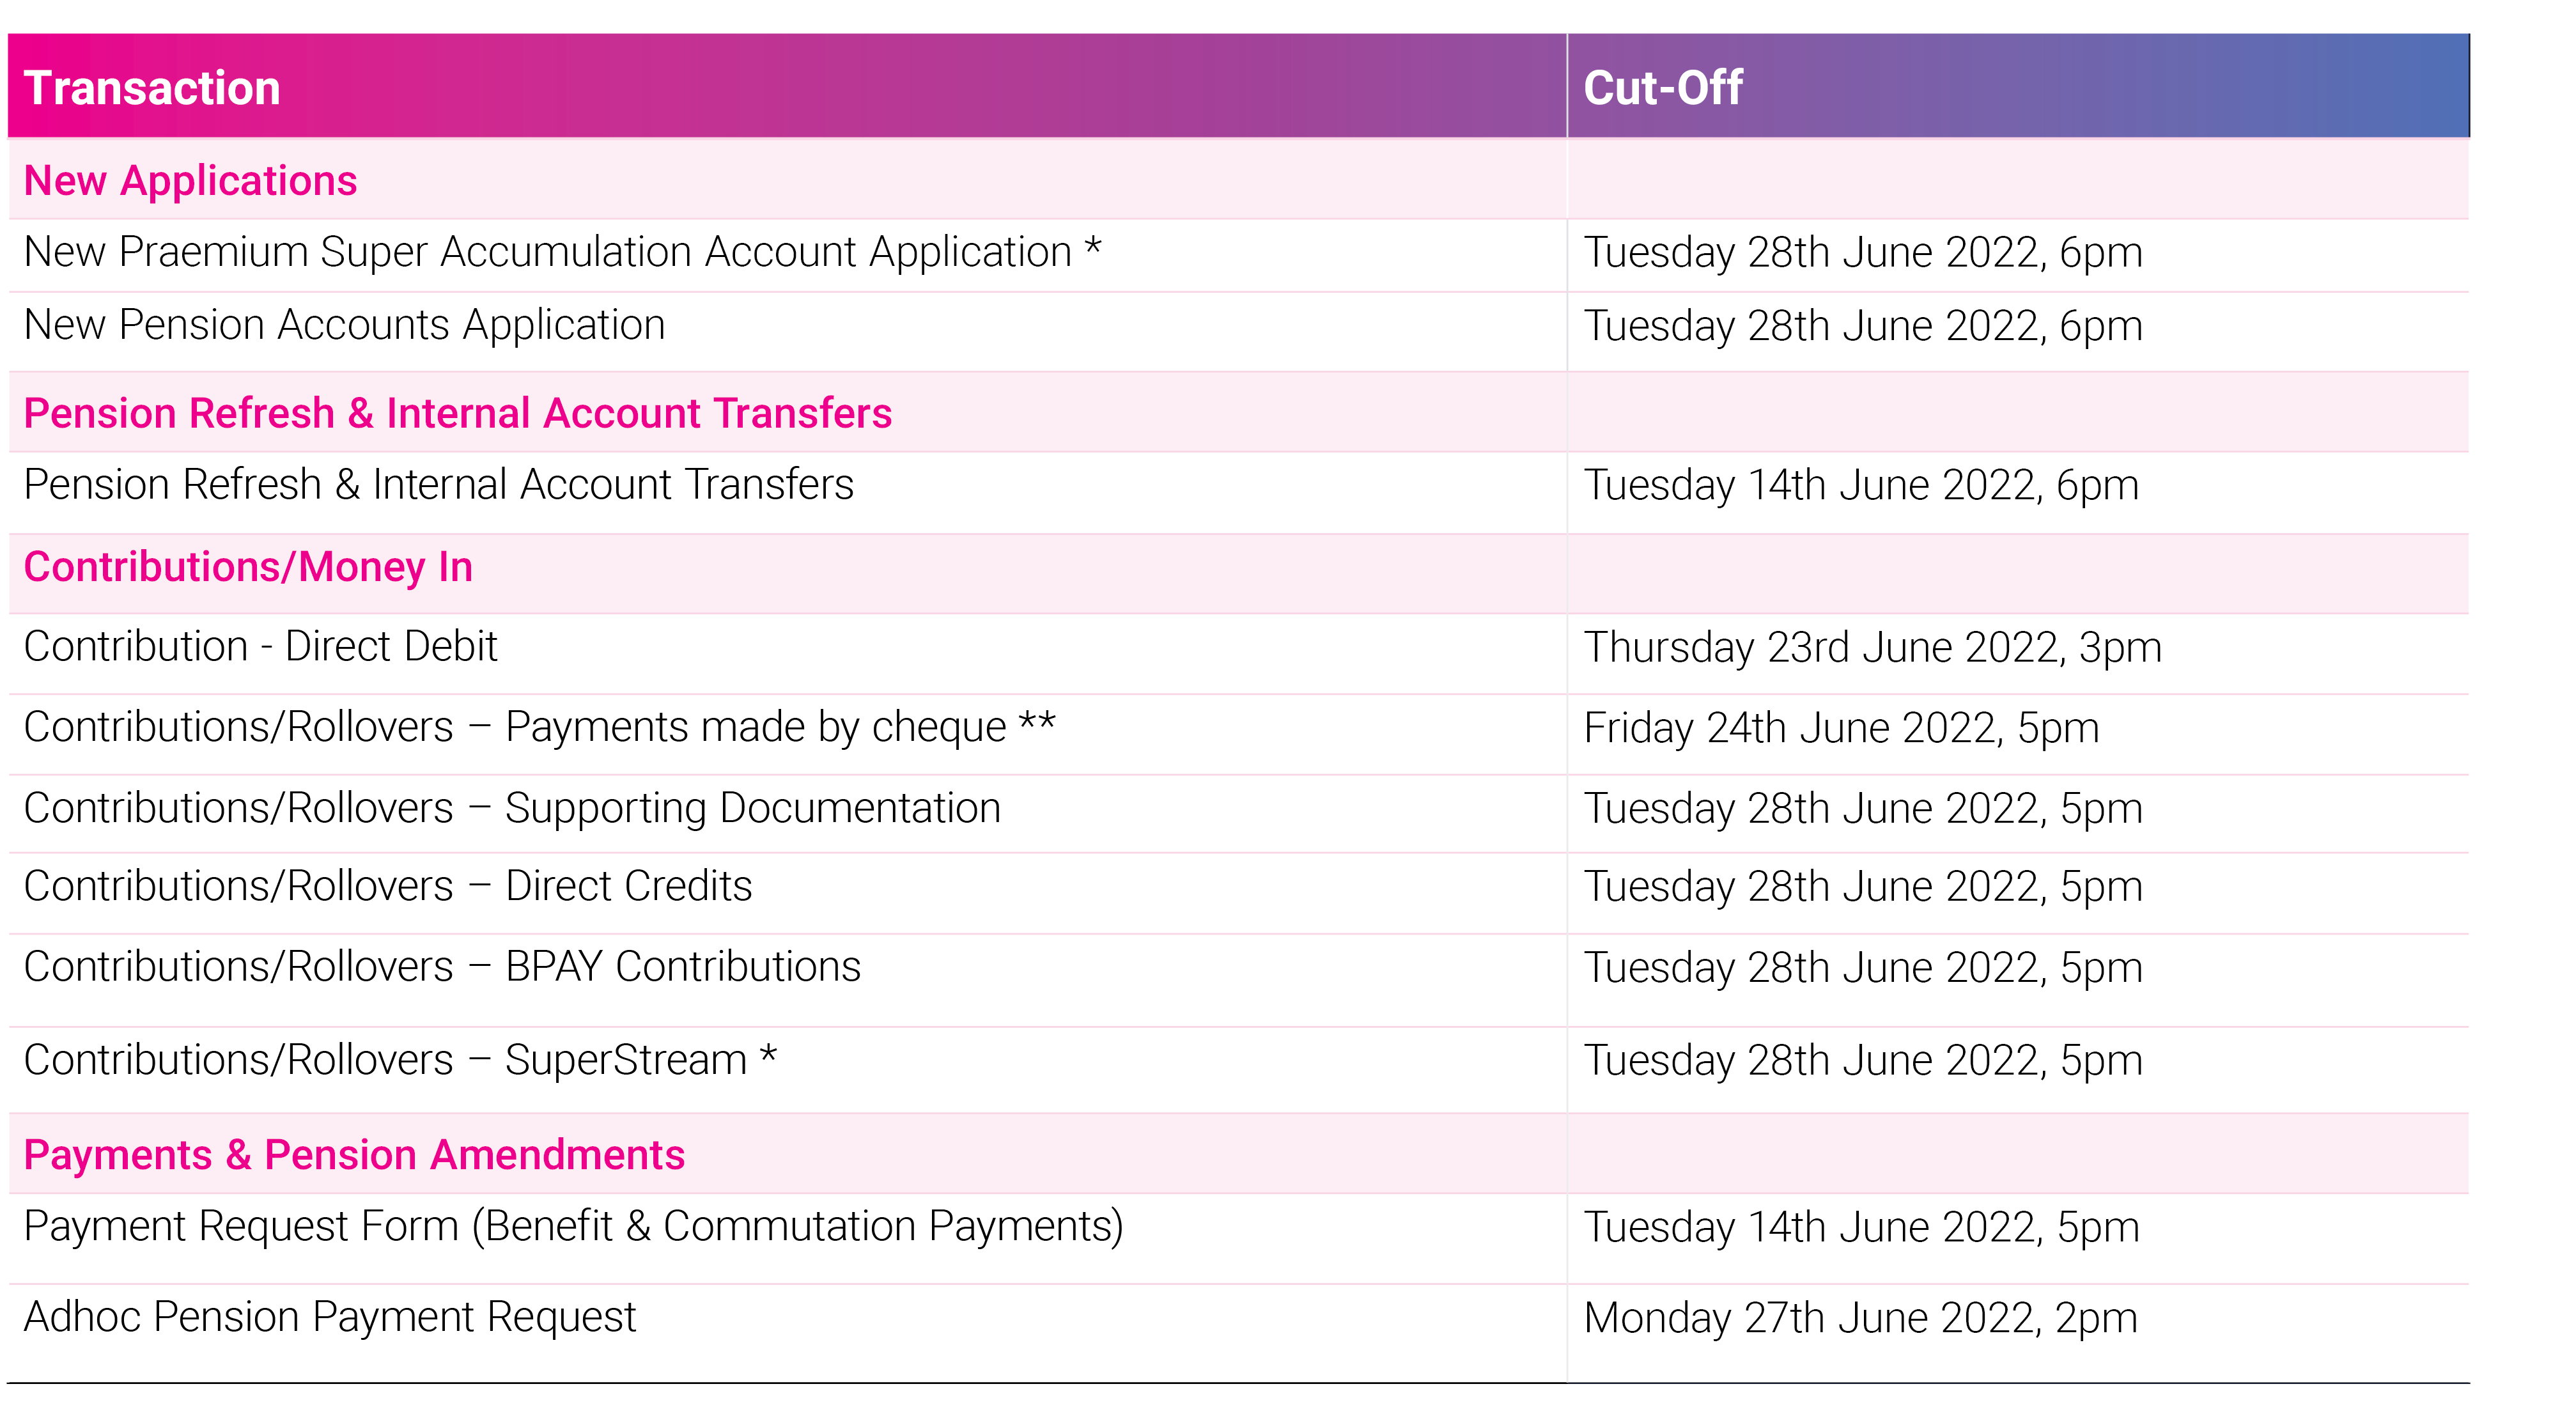 Transaction Cut-Off
New Applications
New Praemium Super Accumulation Account Application * Tuesday 28th June 2022, 6pm
New Pension Accounts Application Tuesday 28th June 2022, 6pm
Pension Refresh & Internal Account Transfers
Pension Refresh & Internal Account Transfers Tuesday 14th June 2022, 6pm
Contributions/Money In
Contribution - Direct Debit Thursday 23rd June 2022, 3pm
Contributions/Rollovers – Payments made by cheque ** Friday 24th June 2022, 5pm
Contributions/Rollovers – Supporting Documentation Tuesday 28th June 2022, 5pm
Contributions/Rollovers – Direct Credits Tuesday 28th June 2022, 5pm
Contributions/Rollovers – BPAY Contributions Tuesday 28th June 2022, 5pm
Contributions/Rollovers – SuperStream * Tuesday 28th June 2022, 5pm
Payments & Pension Amendments
Payment Request Form (Benefit & Commutation Payments) Tuesday 14th June 2022, 5pm
Adhoc Pension Payment Request Monday 27th June 2022, 2pm